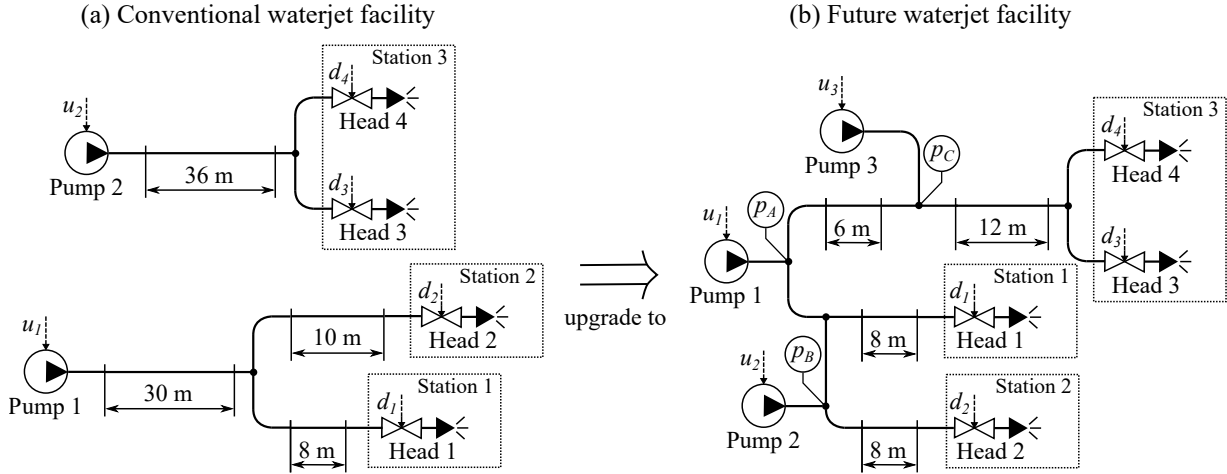 (a) Conventional waterjet facility
Station 3
d4
Head 4
u2
Pump 2
36 m
d3
Head 3
Station 2
d2
Head 2
10 m
u1
Pump 1
30 m
Station 1
d1
Head 1
8 m
upgrade to
(b) Future waterjet facility
u3
Pump 3
pC
Station 3
d4
Head 4
pA
u1
Pump 1
6 m
12 m
d3
Head 3
Station 1
d1
Head 1
8 m
pB
u2
Pump 2
Station 2
d2
Head 2
8 m